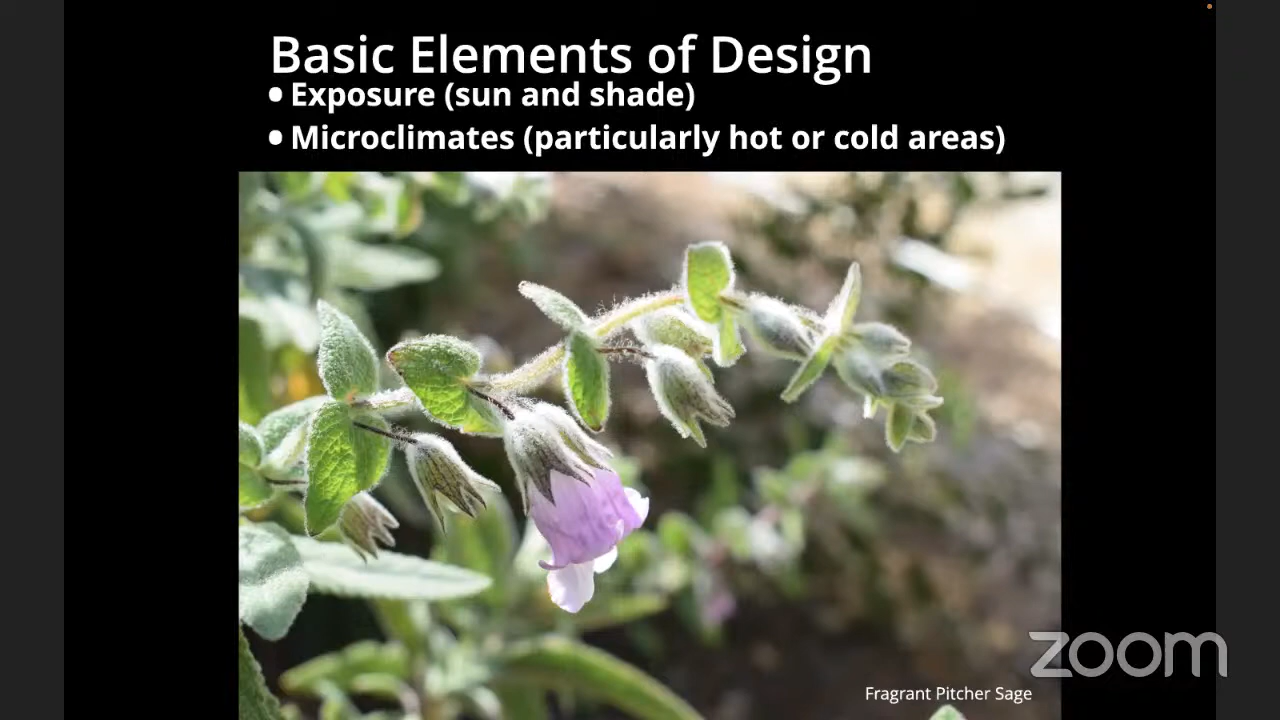 Basic Elements of Design
• Exposure (sun and shade)
• Microclimates (particularly hot or cold areas)
zoom
Fragrant Pitcher Sage